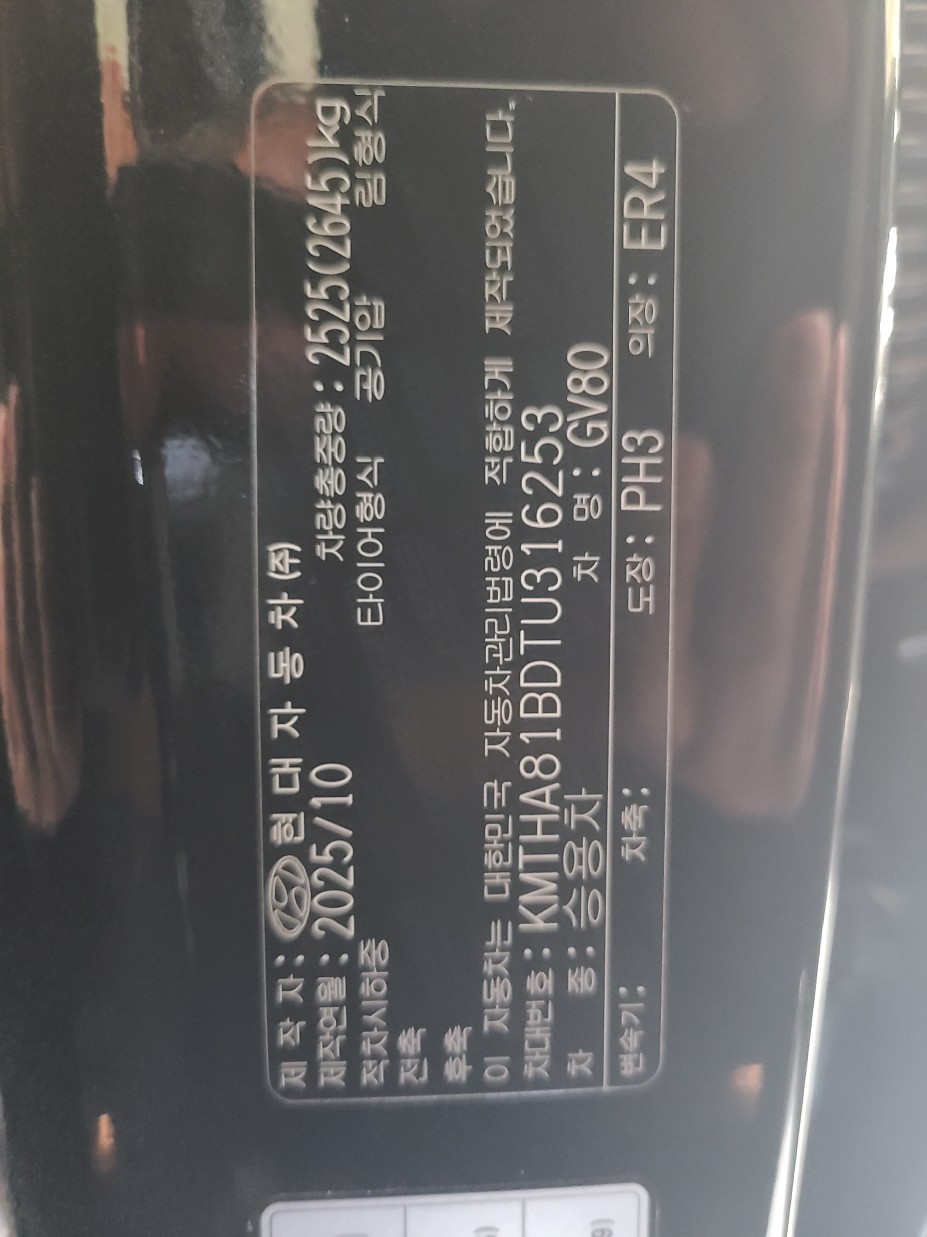 제 작 자 : 현 대 자 동 차 (주)
제작연월 : 2025/10 차량총중량 : 2525(2645)kg
적차시하중 타이어형식 공기압 림형식
전축
후축
이 자동차는 대한민국 자동차관리법령에 적합하게 제작되었습니다.
차대번호 : KMTHA81BDTU316253
차 종 : 승용차 차 명 : GV80
변속기 : 차축 : 도장 : PH3 의장 : ER4